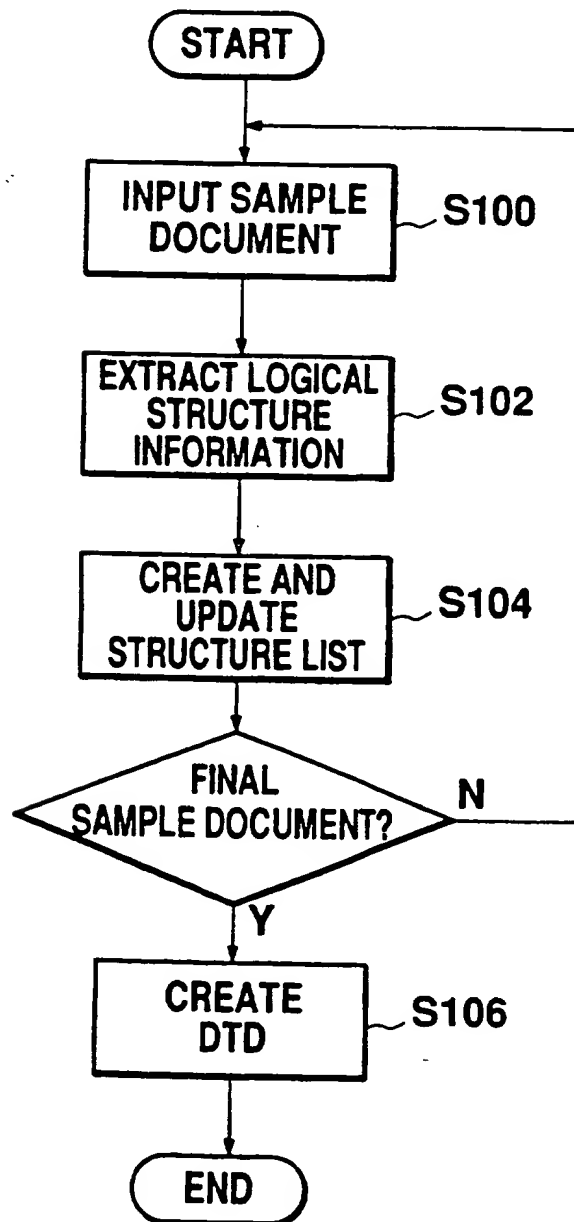 START
INPUT SAMPLE
DOCUMENT
S100
EXTRACT LOGICAL
STRUCTURE
INFORMATION
S102
CREATE AND
UPDATE
STRUCTURE LIST
S104
FINAL
SAMPLE DOCUMENT?
N
Y
CREATE
DTD
S106
END